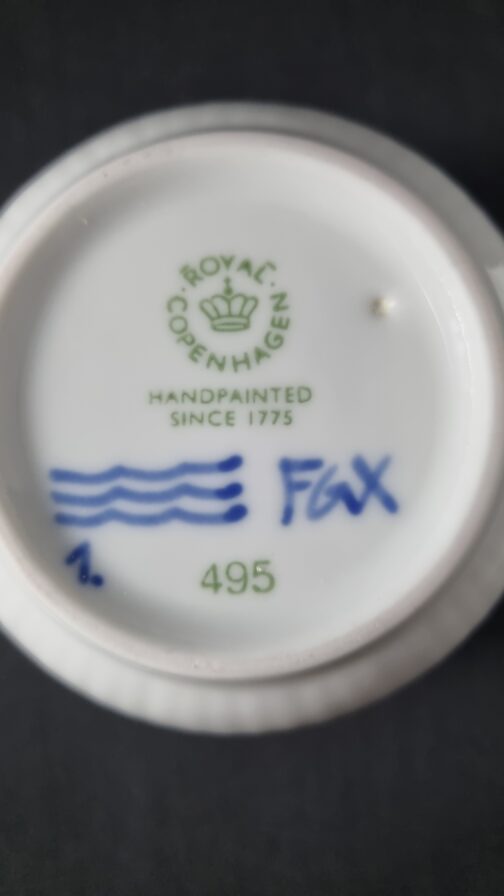 ROYAL COPENHAGEN
HANDPAINTED
SINCE 1775
FGX
1.
495